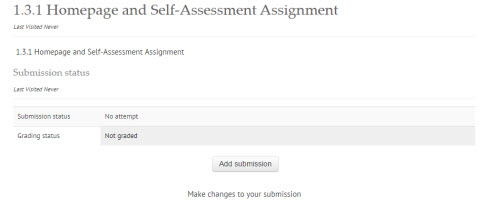 1.3.1 Homepage and Self-Assessment Assignment
Last Visited Never
1.3.1 Homepage and Self-Assessment Assignment
Submission status
Last Visited Never
Submission status No attempt
Grading status Not graded
Add submission
Make changes to your submission